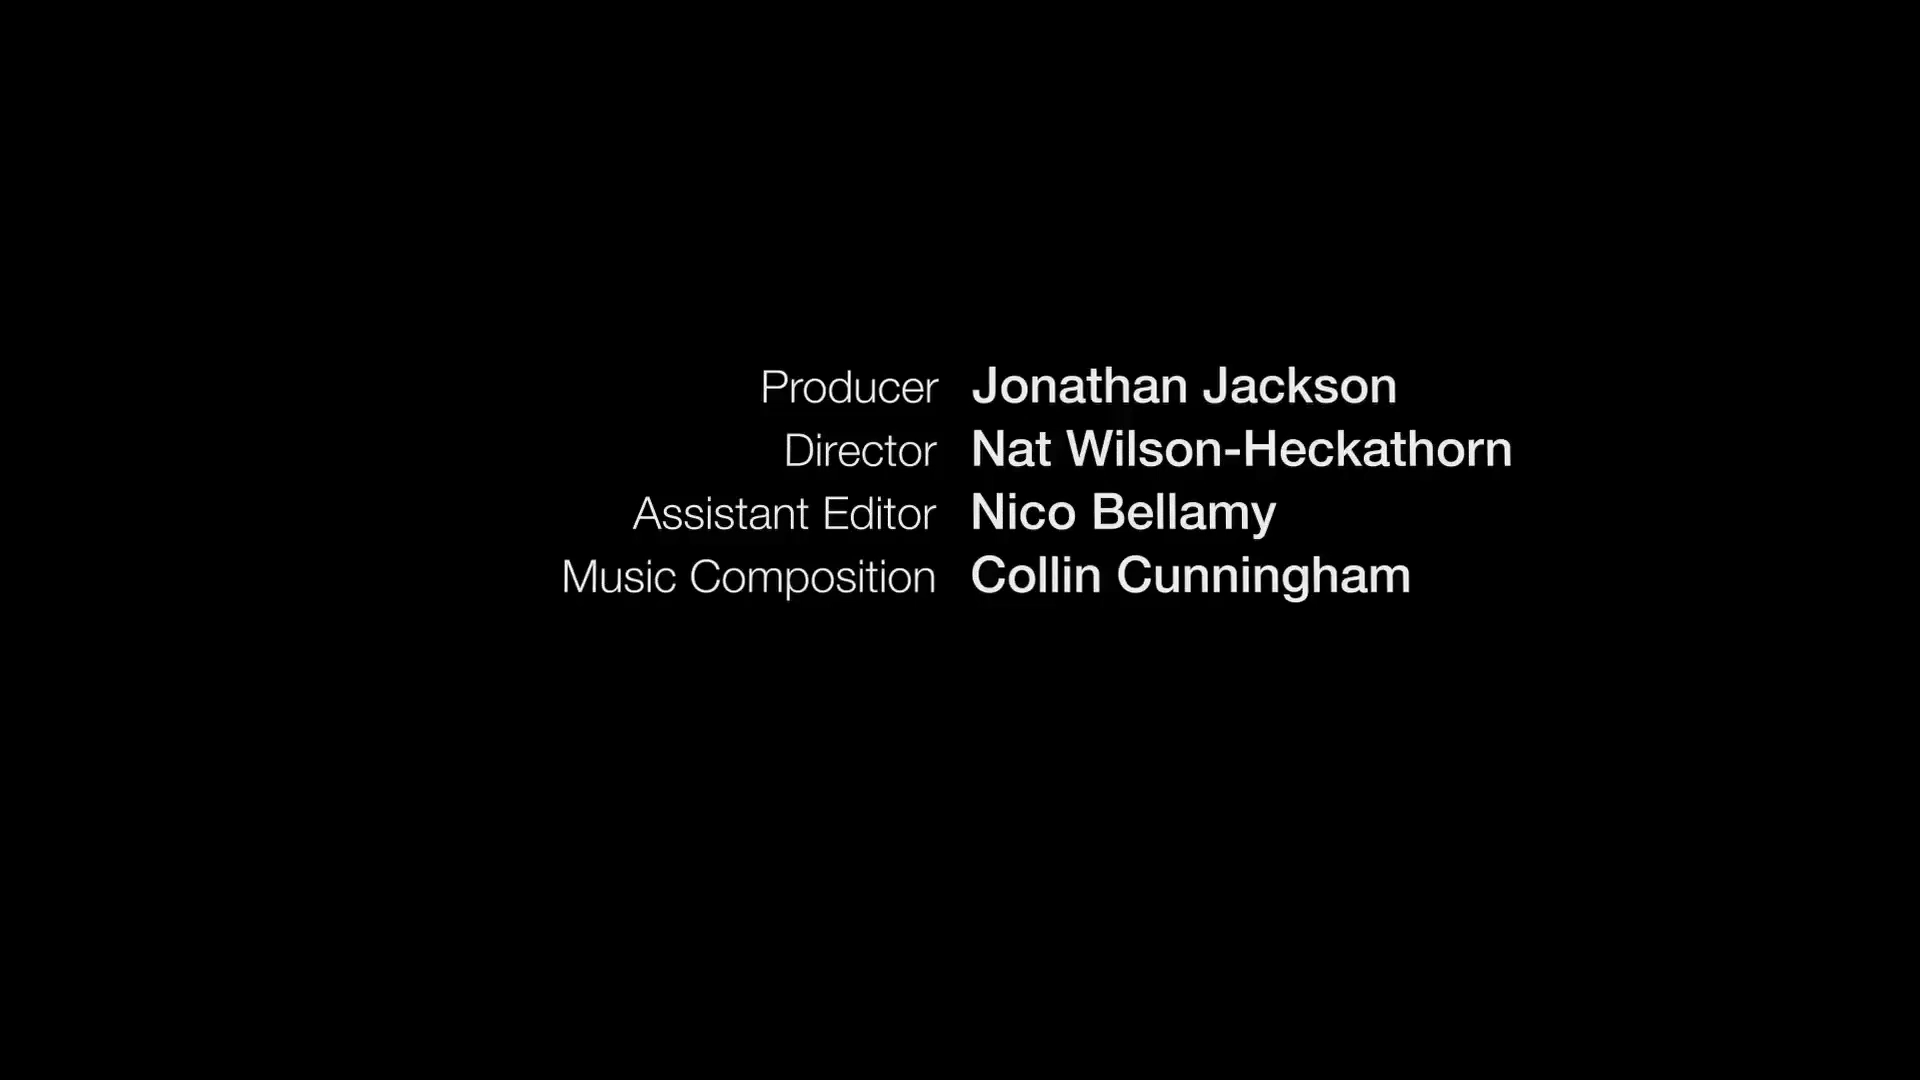 Producer Jonathan Jackson
Director Nat Wilson-Heckathorn
Assistant Editor Nico Bellamy
Music Composition Collin Cunningham